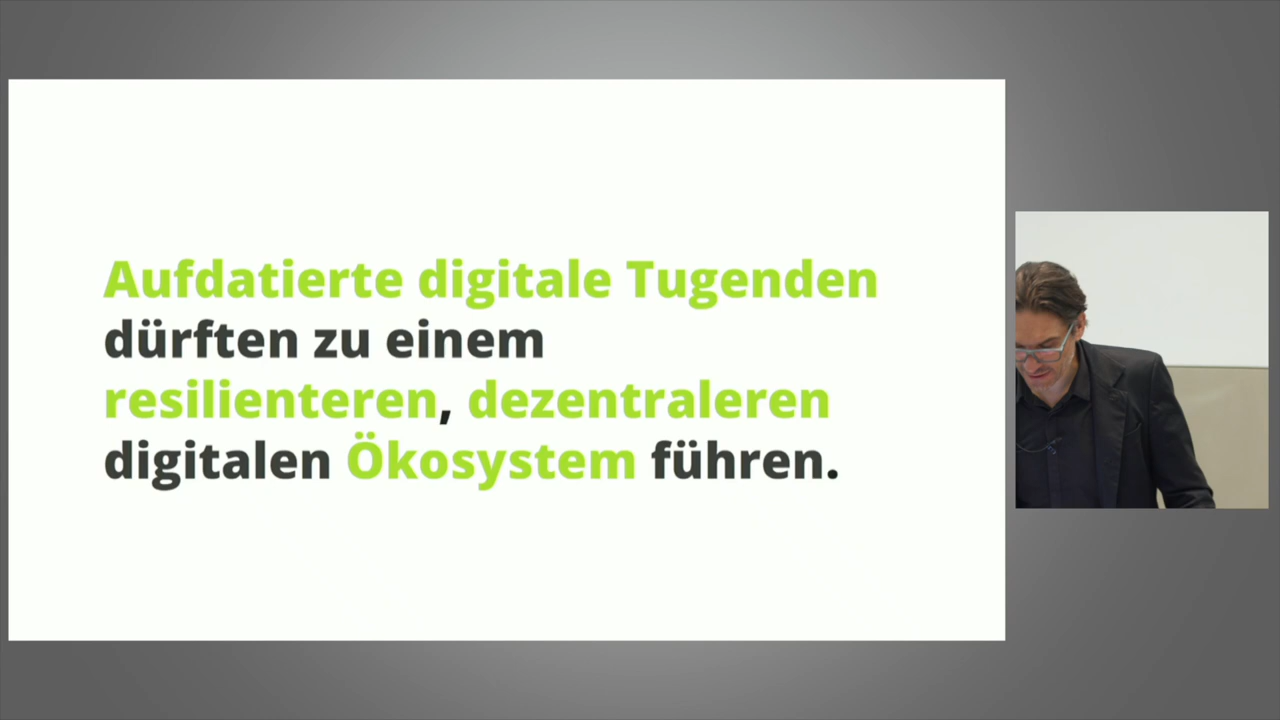 Aufdatierte digitale Tugenden
dürften zu einem
resilienteren, dezentraleren
digitalen Ökosystem führen.